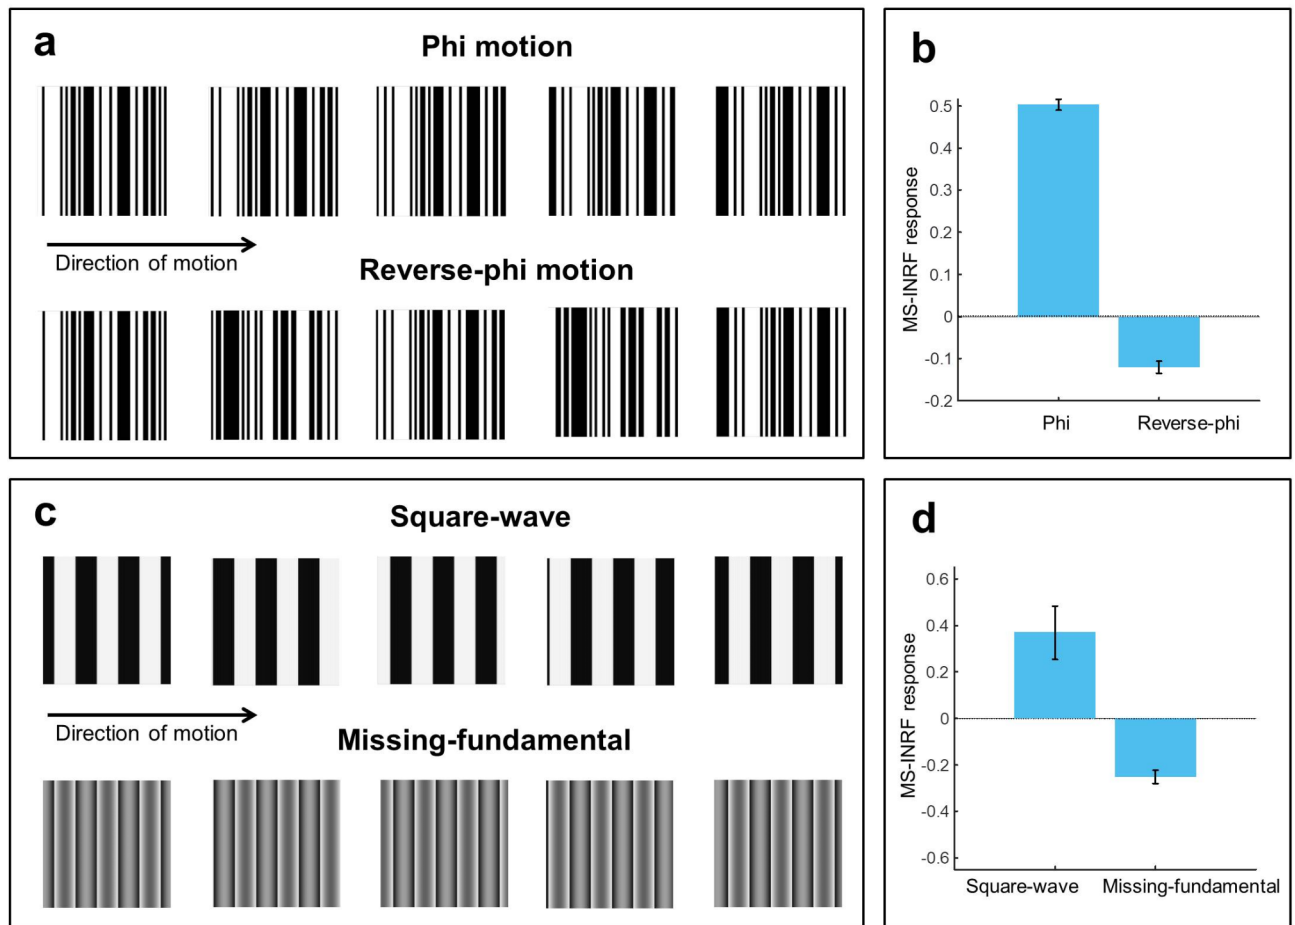 a
Phi motion
Direction of motion
Reverse-phi motion
b
MS-INRF response
0.5
0.4
0.3
0.2
0.1
0
-0.1
-0.2
Phi
Reverse-phi
c
Square-wave
Direction of motion
Missing-fundamental
d
MS-INRF response
0.6
0.4
0.2
0
-0.2
-0.4
-0.6
Square-wave
Missing-fundamental